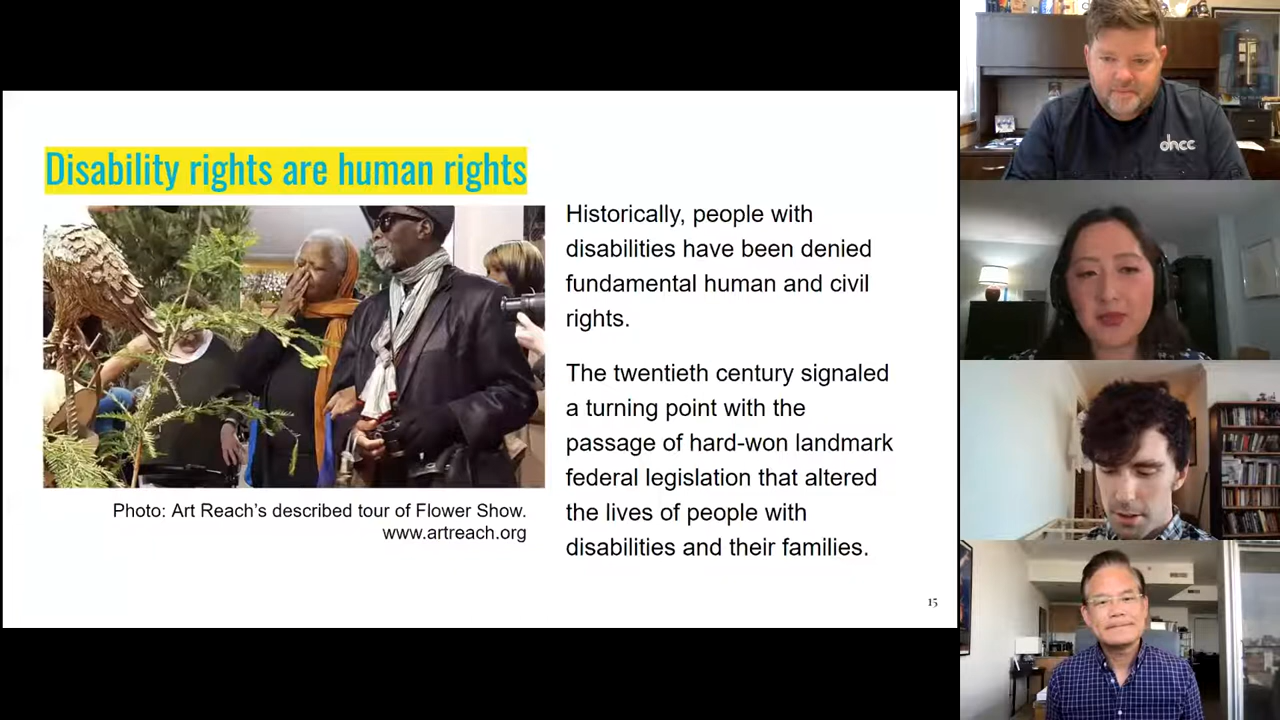 Disability rights are human rights
Historically, people with
disabilities have been denied
fundamental human and civil
rights.
The twentieth century signaled
a turning point with the
passage of hard-won landmark
federal legislation that altered
the lives of people with
disabilities and their families.
Photo: Art Reach’s described tour of Flower Show.
www.artreach.org
15
dncc